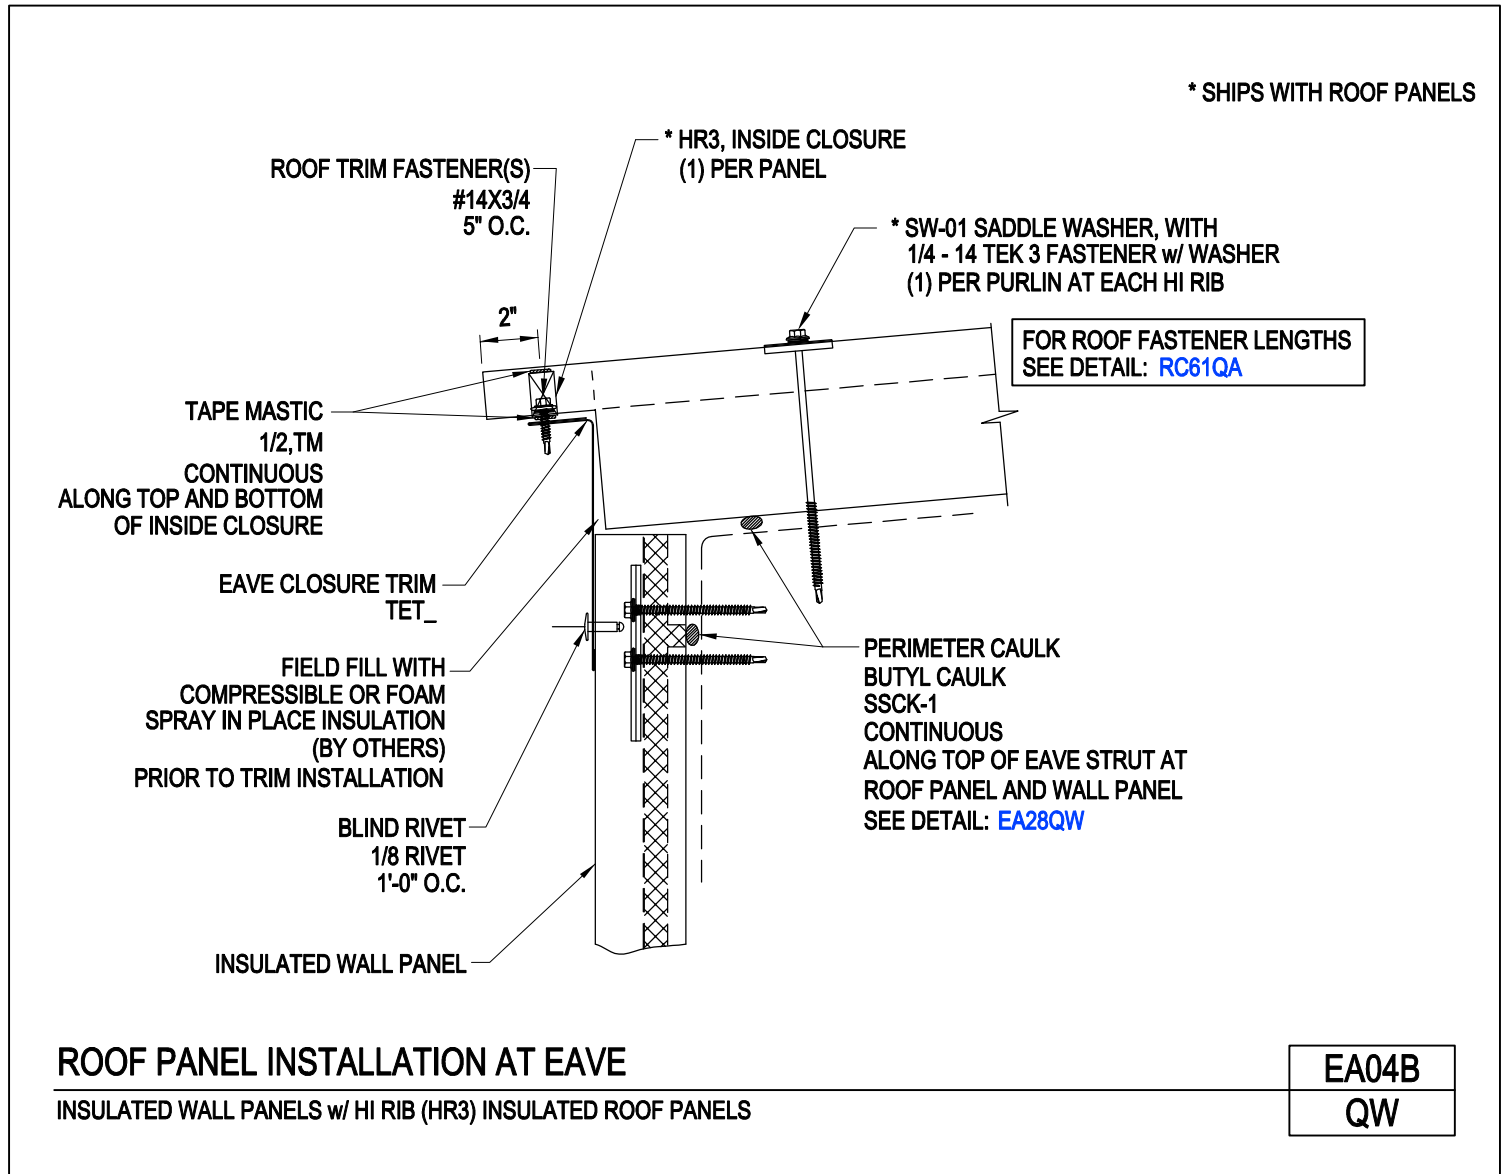 * SHIPS WITH ROOF PANELS
* HR3, INSIDE CLOSURE
(1) PER PANEL
ROOF TRIM FASTENER(S)
#14X3/4
5" O.C.
* SW-01 SADDLE WASHER, WITH
1/4 - 14 TEK 3 FASTENER w/ WASHER
(1) PER PURLIN AT EACH HI RIB
2"
FOR ROOF FASTENER LENGTHS
SEE DETAIL: RC61QA
TAPE MASTIC
1/2,TM
CONTINUOUS
ALONG TOP AND BOTTOM
OF INSIDE CLOSURE
EAVE CLOSURE TRIM
TET_
FIELD FILL WITH
COMPRESSIBLE OR FOAM
SPRAY IN PLACE INSULATION
(BY OTHERS)
PRIOR TO TRIM INSTALLATION
PERIMETER CAULK
BUTYL CAULK
SSCK-1
CONTINUOUS
ALONG TOP OF EAVE STRUT AT
ROOF PANEL AND WALL PANEL
SEE DETAIL: EA28QW
BLIND RIVET
1/8 RIVET
1'-0" O.C.
INSULATED WALL PANEL
ROOF PANEL INSTALLATION AT EAVE
INSULATED WALL PANELS w/ HI RIB (HR3) INSULATED ROOF PANELS
EA04B
QW